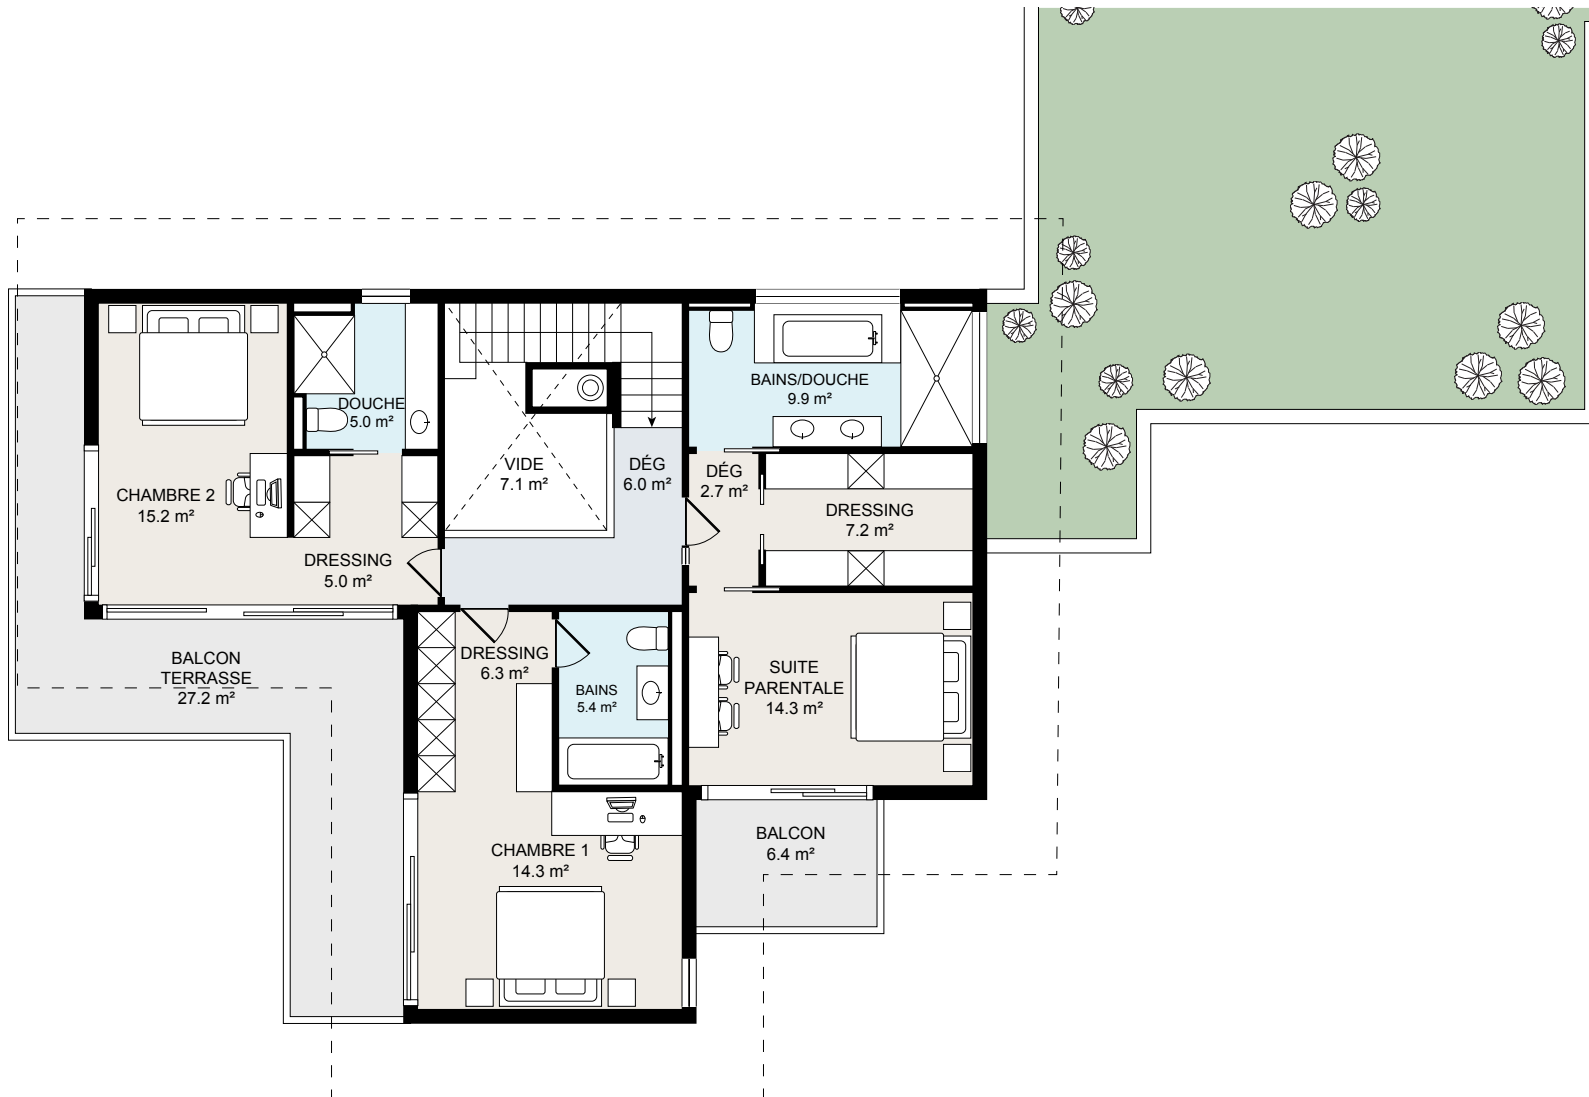 BAINS/DOUCHE
9.9 m²
DOUCHE
5.0 m²
VIDE
7.1 m²
DÉG
6.0 m²
DÉG
2.7 m²
CHAMBRE 2
15.2 m²
DRESSING
7.2 m²
DRESSING
5.0 m²
BALCON
TERRASSE
27.2 m²
DRESSING
6.3 m²
BAINS
5.4 m²
SUITE
PARENTALE
14.3 m²
CHAMBRE 1
14.3 m²
BALCON
6.4 m²